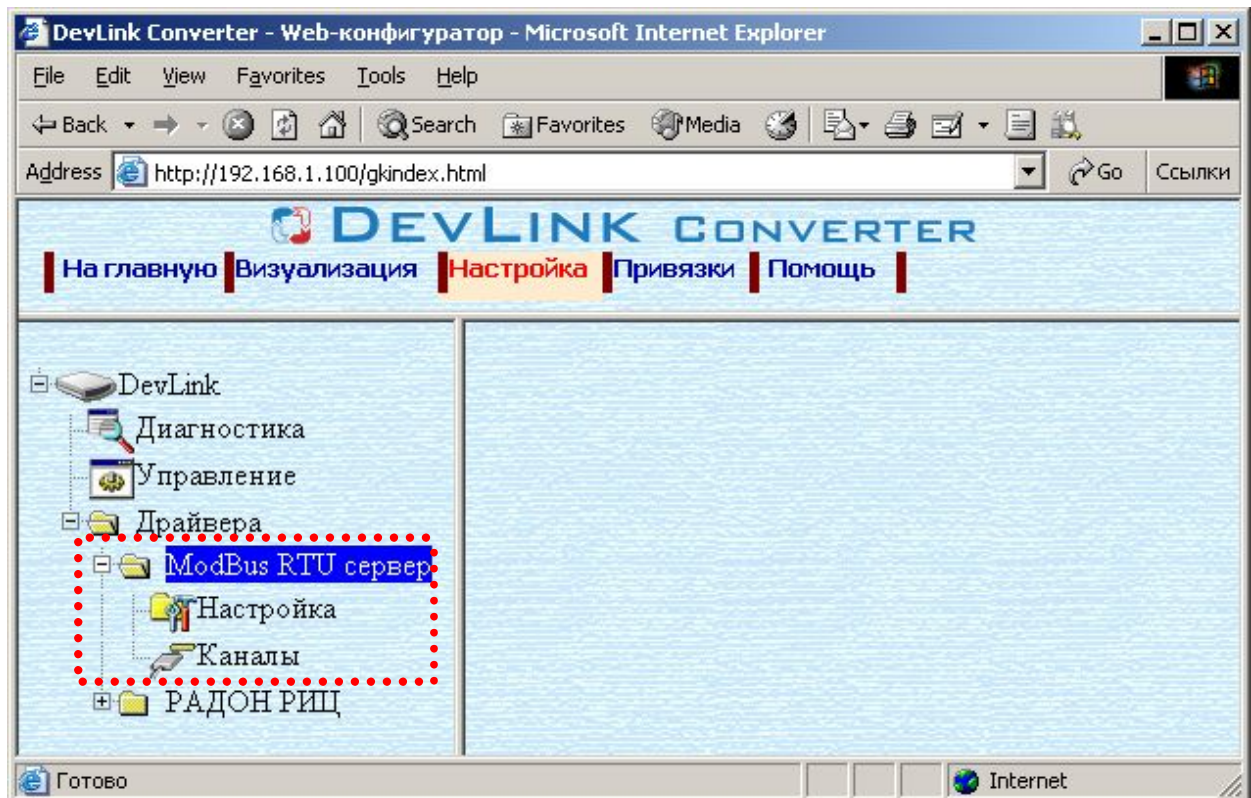 DevLink Converter - Web-конфигуратор - Microsoft Internet Explorer
File Edit View Favorites Tools Help
Back Search Favorites Media
Address http://192.168.1.100/gkindex.html Go Ссылки
DEVLINK CONVERTER
На главную Визуализация Настройка Привязки Помощь
DevLink
Диагностика
Управление
Драйвера
ModBus RTU сервер
Настройка
Каналы
РАДОН РИЦ
Готово Internet